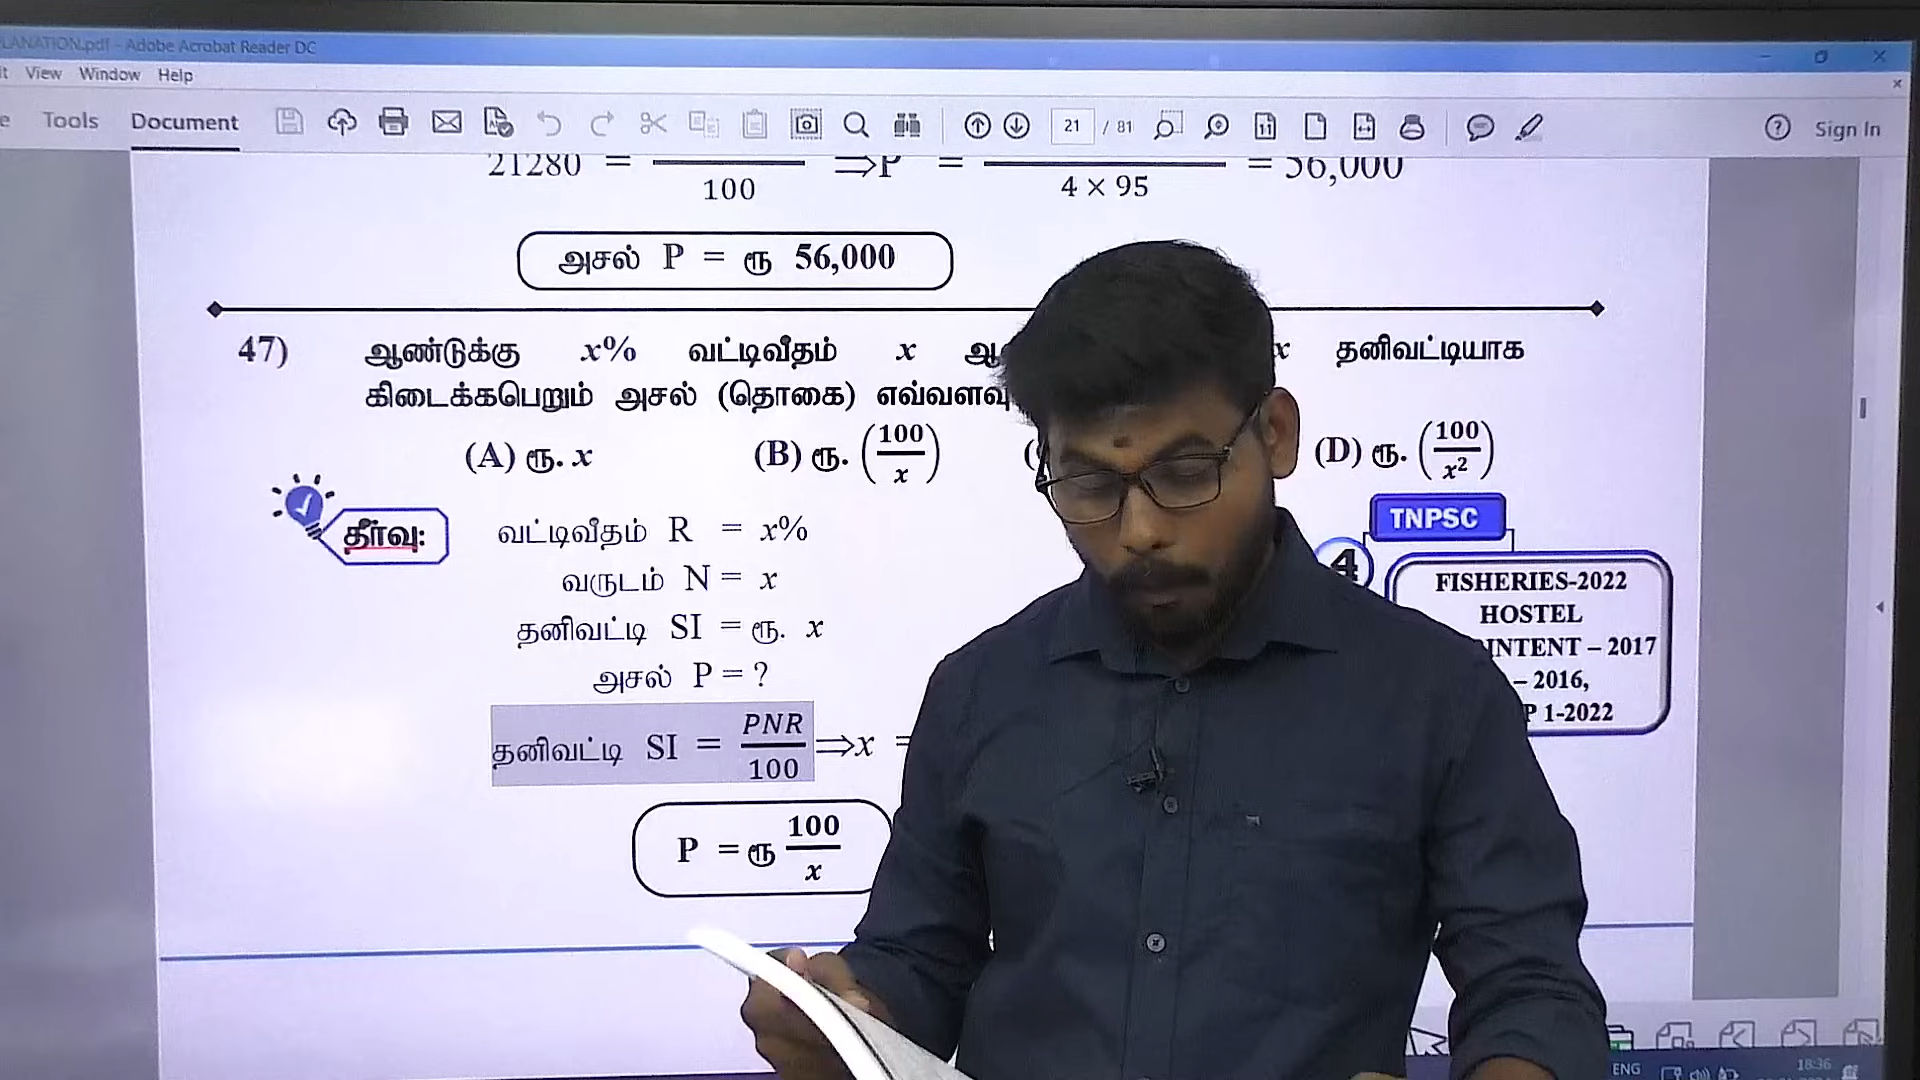 LANATION.pdf - Adobe Acrobat Reader DC
View Window Help
Tools Document 21 / 81 Sign In
21280 = ⇒P = = 56,000
100 4 × 95
அசல் P = ரூ 56,000
47) ஆண்டுக்கு x% வட்டிவீதம் x x தனிவட்டியாக
கிடைக்கபெறும் அசல் (தொகை) எவ்வளவு
(A) ரூ. x (B) ரூ. (100/x) (D) ரூ. (100/x²)
தீர்வு: வட்டிவீதம் R = x%
வருடம் N = x
தனிவட்டி SI = ரூ. x
அசல் P = ?
தனிவட்டி SI = PNR/100 ⇒x =
P = ரூ 100/x
TNPSC
4
FISHERIES-2022
HOSTEL
INTENT – 2017
– 2016,
P 1-2022
ENG 18:36